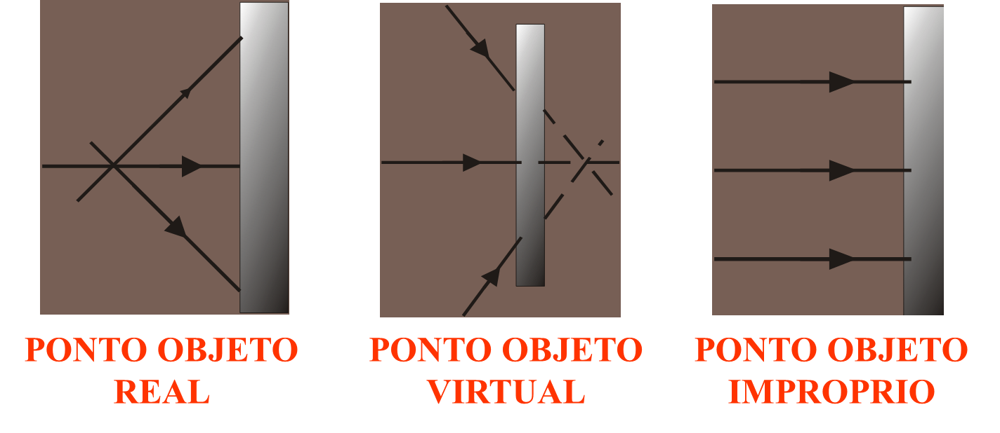 PONTO OBJETO
REAL
PONTO OBJETO
VIRTUAL
PONTO OBJETO
IMPROPRIO